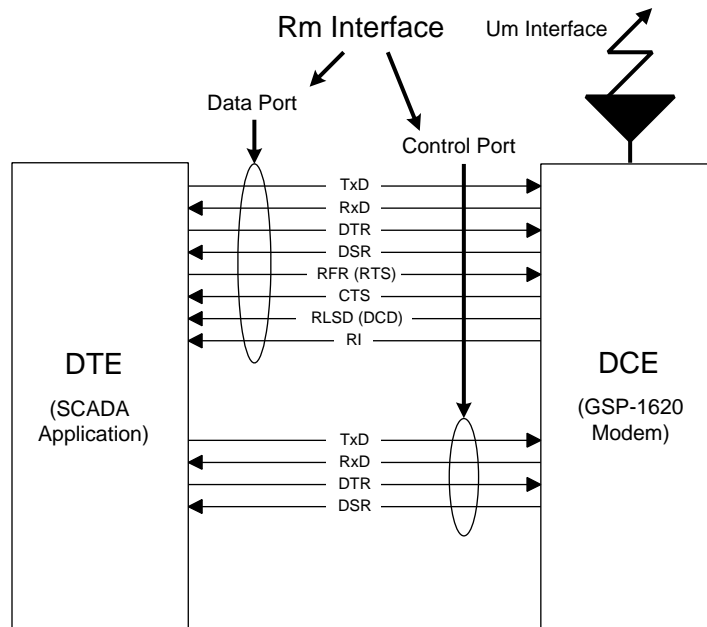 Rm Interface
Um Interface
Data Port
Control Port
TxD
RxD
DTR
DSR
RFR (RTS)
CTS
RLSD (DCD)
RI
DTE
(SCADA
Application)
DCE
(GSP-1620
Modem)
TxD
RxD
DTR
DSR